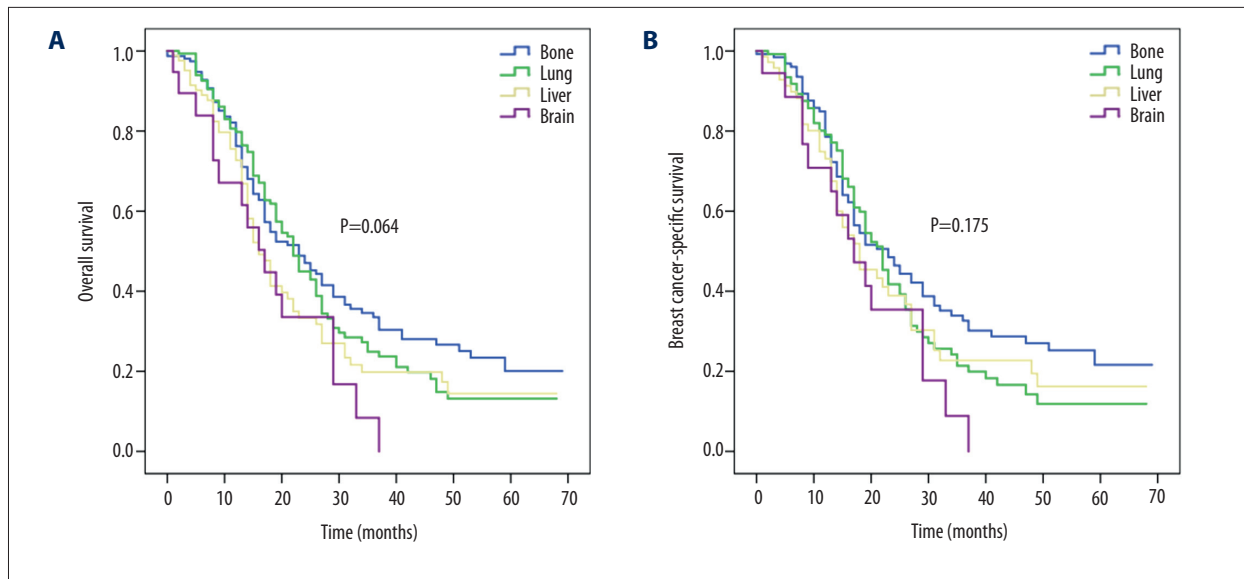 A
Bone
Lung
Liver
Brain
1.0
0.8
0.6
0.4
0.2
0.0
Overall survival
P=0.064
0 10 20 30 40 50 60 70
Time (months)
B
Bone
Lung
Liver
Brain
1.0
0.8
0.6
0.4
0.2
0.0
Breast cancer-specific survival
P=0.175
0 10 20 30 40 50 60 70
Time (months)